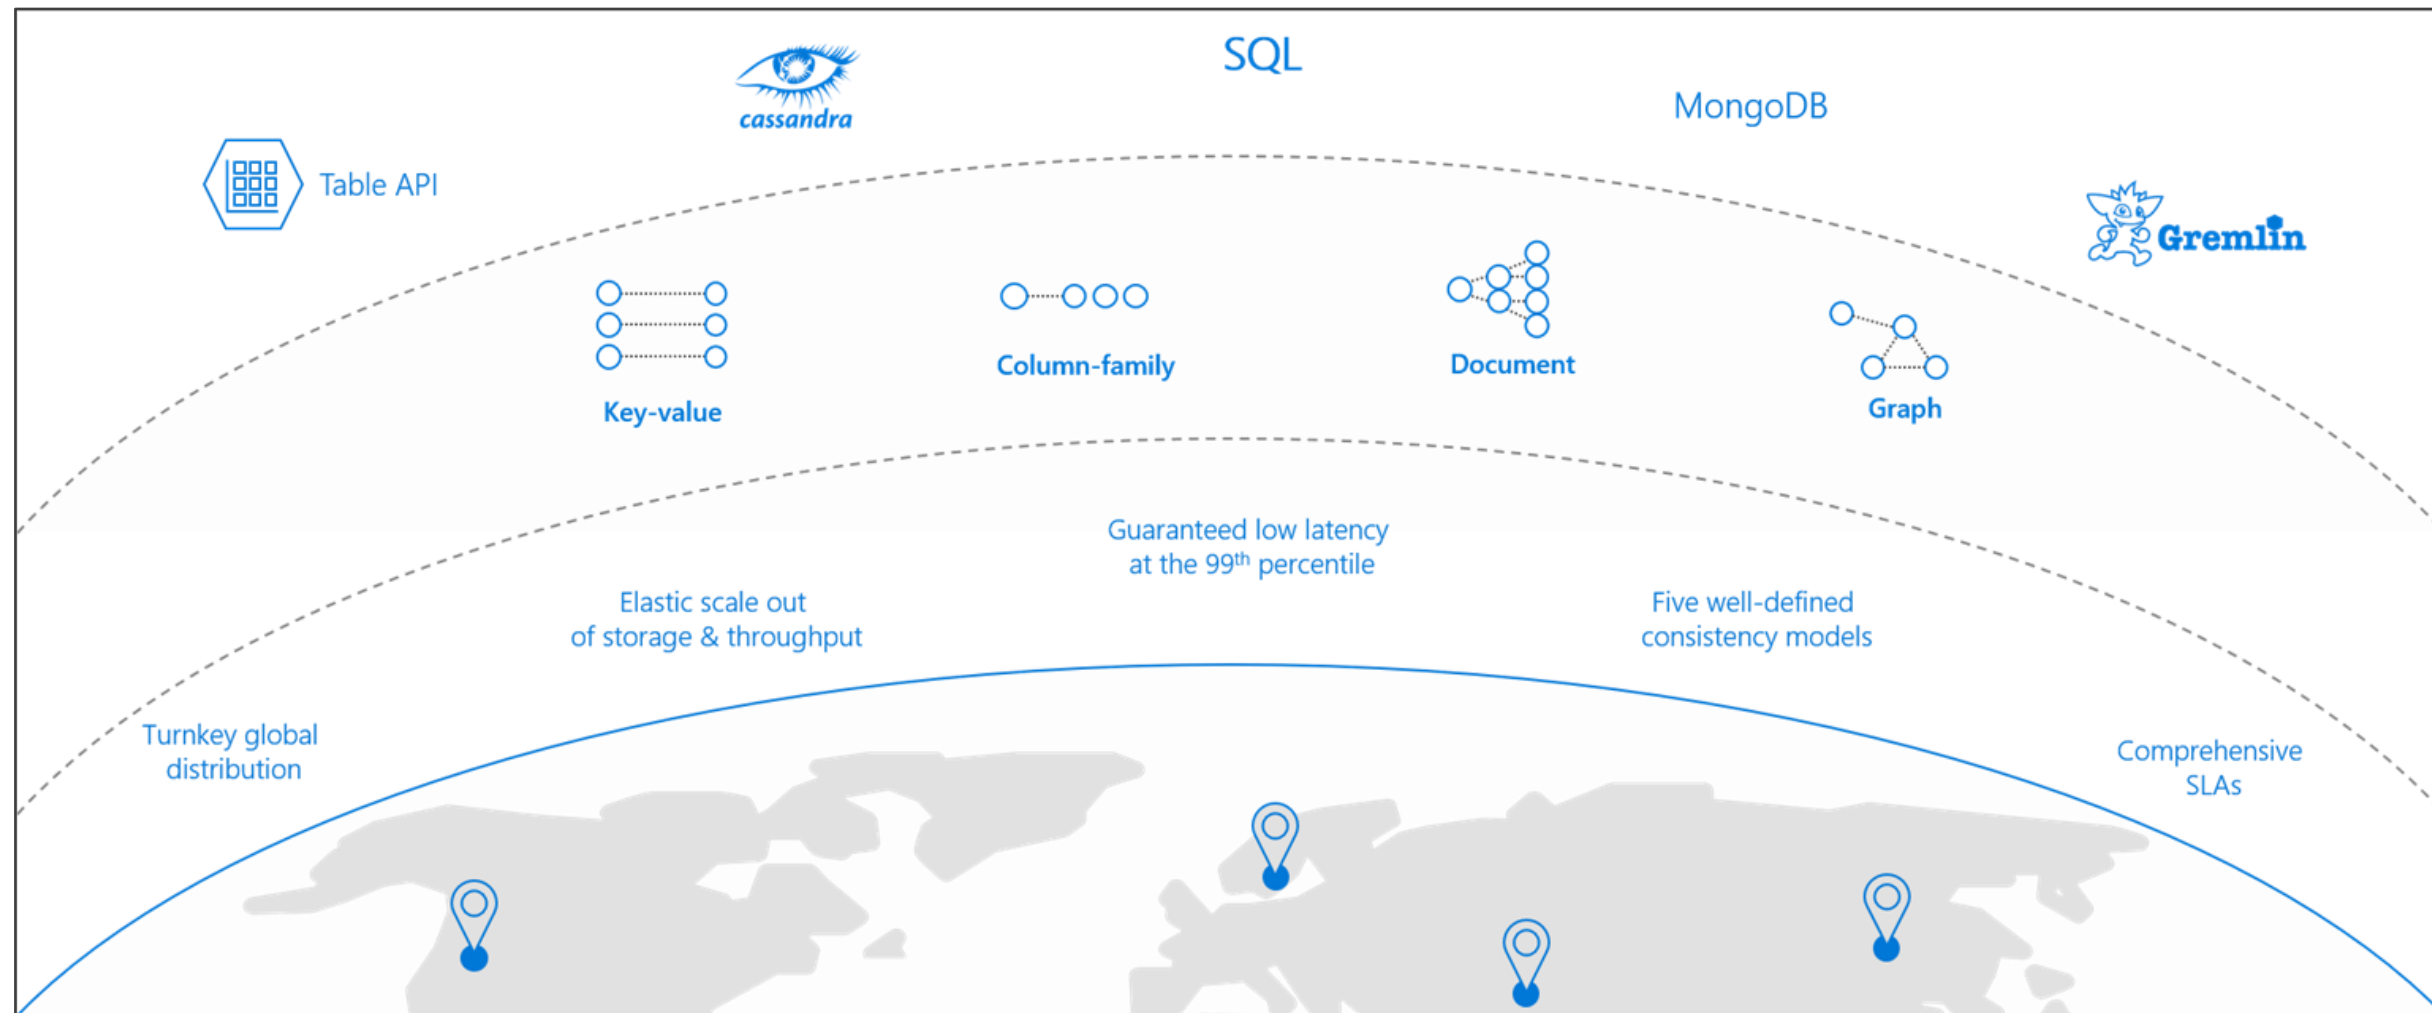 SQL
cassandra
MongoDB
Table API
Gremlin
Key-value
Column-family
Document
Graph
Guaranteed low latency
at the 99th percentile
Elastic scale out
of storage & throughput
Five well-defined
consistency models
Turnkey global
distribution
Comprehensive
SLAs